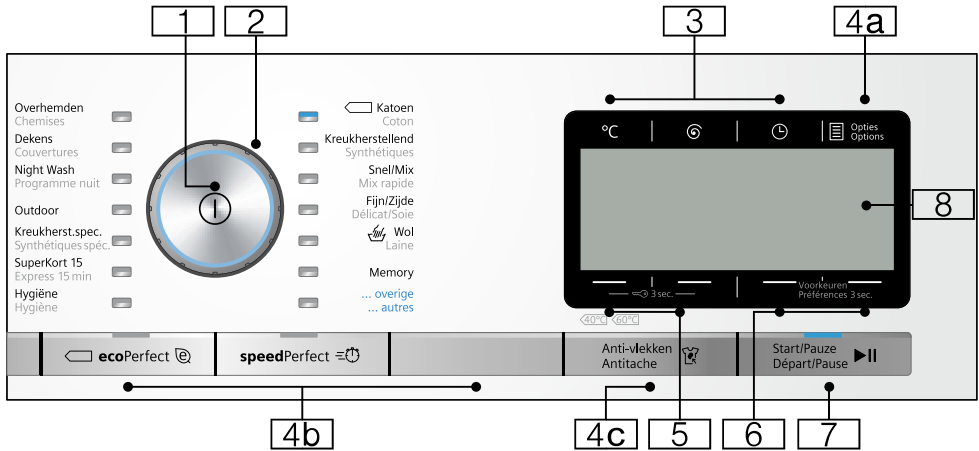 1
2
3
4a
Overhemden
Chemises
Dekens
Couvertures
Night Wash
Programme nuit
Outdoor
Kreukherst.spec.
Synthétiques spéc.
SuperKort 15
Express 15 min
Hygiëne
Hygiène
Katoen
Coton
Kreukherstellend
Synthétiques
Snel/Mix
Mix rapide
Fijn/Zijde
Délicat/Soie
Wol
Laine
Memory
... overige
... autres
°C
Opties
Options
8
3 sec.
Voorkeuren
Préférences 3 sec.
40°C 60°C
ecoPerfect e
speedPerfect
Anti-vlekken
Antitache
Start/Pauze
Départ/Pause
4b
4c
5
6
7